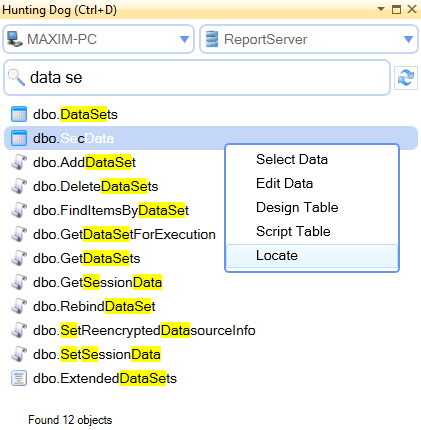 Hunting Dog (Ctrl+D)
MAXIM-PC
ReportServer
data se
dbo.DataSets
dbo.SecData
dbo.AddDataSet
dbo.DeleteDataSets
dbo.FindItemsByDataSet
dbo.GetDataSetForExecution
dbo.GetDataSets
dbo.GetSessionData
dbo.RebindDataSet
dbo.SetReencryptedDatasourceInfo
dbo.SetSessionData
dbo.ExtendedDataSets
Select Data
Edit Data
Design Table
Script Table
Locate
Found 12 objects